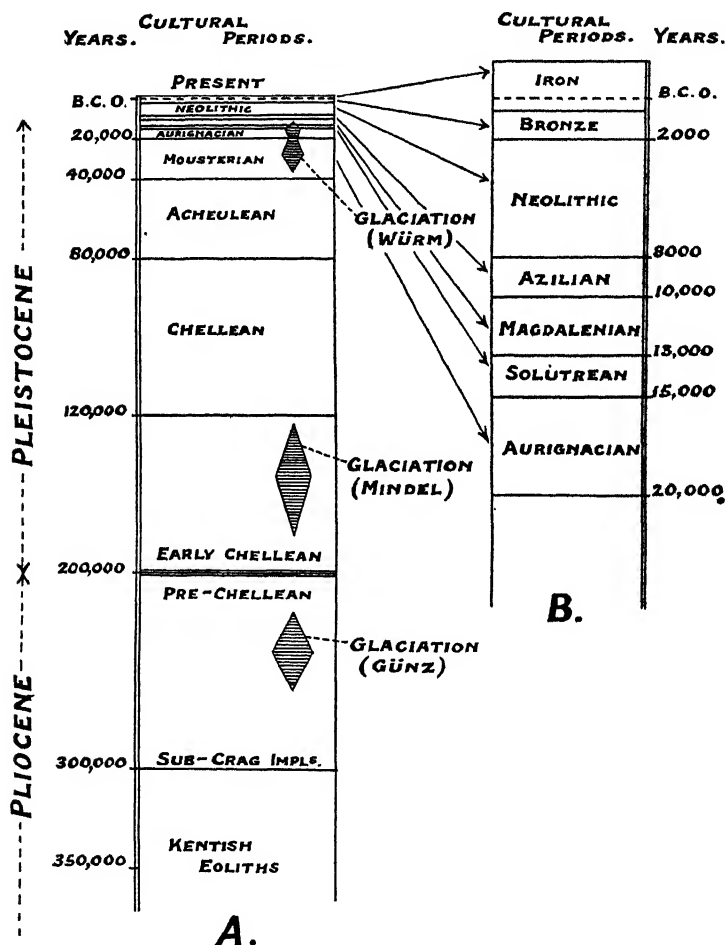 YEARS.
CULTURAL
PERIODS.
PRESENT
B.C.O.
NEOLITHIC
20,000
AURIGNACIAN
MOUSTERIAN
40,000
ACHEULEAN
80,000
CHELLEAN
120,000
EARLY CHELLEAN
200,000
PRE-CHELLEAN
SUB-CRAG IMPLS.
300,000
KENTISH
EOLITHS
350,000
A.
PLEISTOCENE
PLIOCENE
GLACIATION
(WÜRM)
GLACIATION
(MINDEL)
GLACIATION
(GÜNZ)
CULTURAL
PERIODS.
YEARS.
IRON
B.C.O.
BRONZE
2000
NEOLITHIC
8000
AZILIAN
10,000
MAGDALENIAN
13,000
SOLUTREAN
15,000
AURIGNACIAN
20,000.
B.